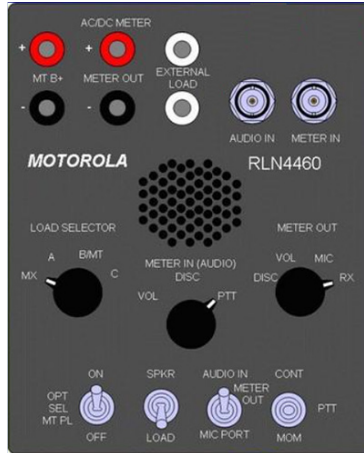 AC/DC METER
+ +
MT B+ METER OUT EXTERNAL LOAD
- -
AUDIO IN METER IN
MOTOROLA RLN4460
LOAD SELECTOR METER OUT
A B/MT VOL MIC
MX C METER IN (AUDIO) DISC RX
DISC
VOL PTT
ON SPKR AUDIO IN CONT
OPT SEL MT PL METER OUT PTT
OFF LOAD MIC PORT MOM